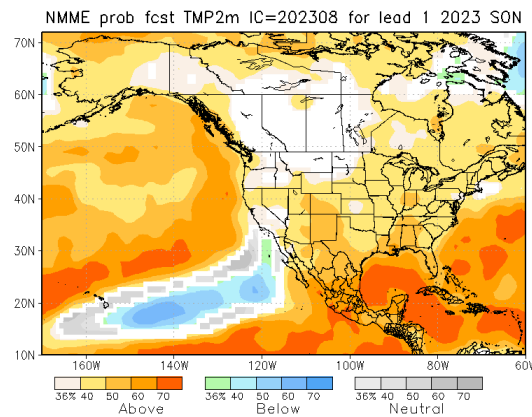 NMME prob fcst TMP2m IC=202308 for lead 1 2023 SON
70N
60N
50N
40N
30N
20N
10N
160W 140W 120W 100W 80W 60W
36% 40 50 60 70 36% 40 50 60 70 36% 40 50 60 70
Above Below Neutral